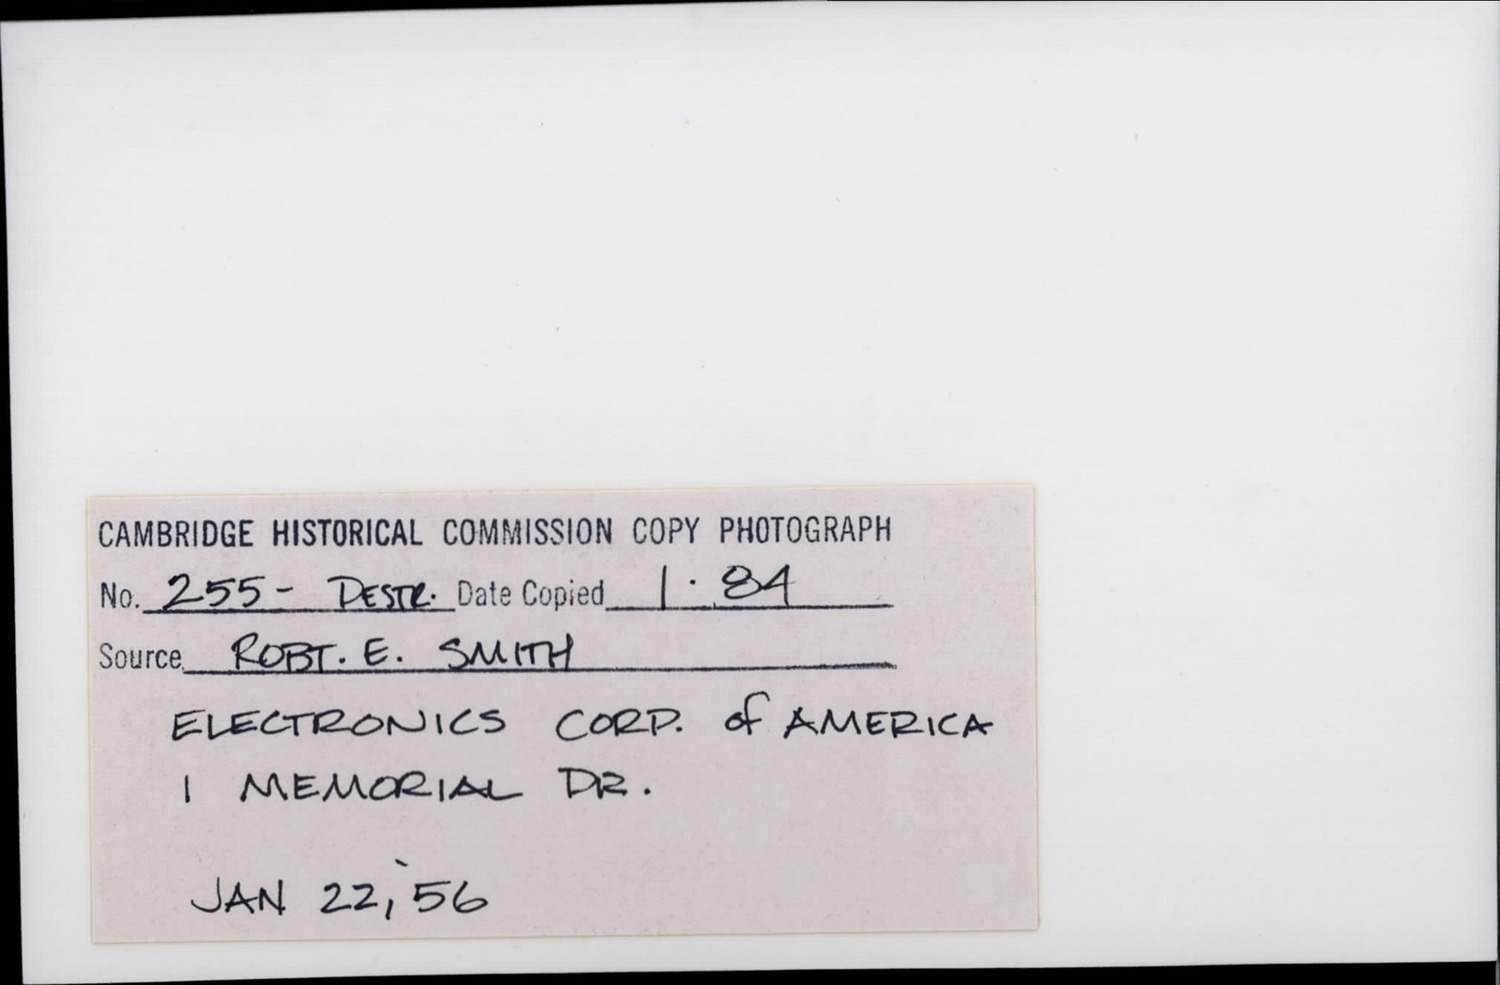 CAMBRIDGE HISTORICAL COMMISSION COPY PHOTOGRAPH
No. 255- DESTR. Date Copied 1·84
Source ROBT. E. SMITH
ELECTRONICS CORP. of AMERICA
1 MEMORIAL DR.
JAN 22, '56